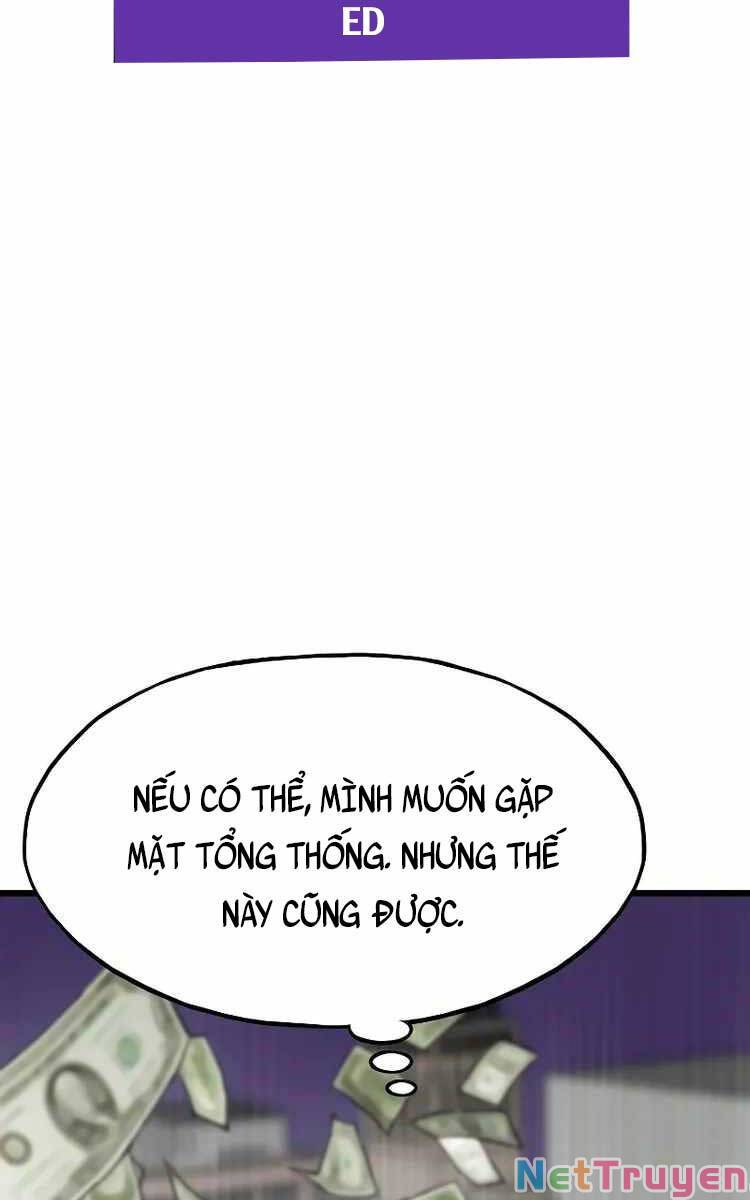 ED
NẾU CÓ THỂ, MÌNH MUỐN GẶP
MẶT TỔNG THỐNG. NHƯNG THẾ
NÀY CŨNG ĐƯỢC.
NetTruyen